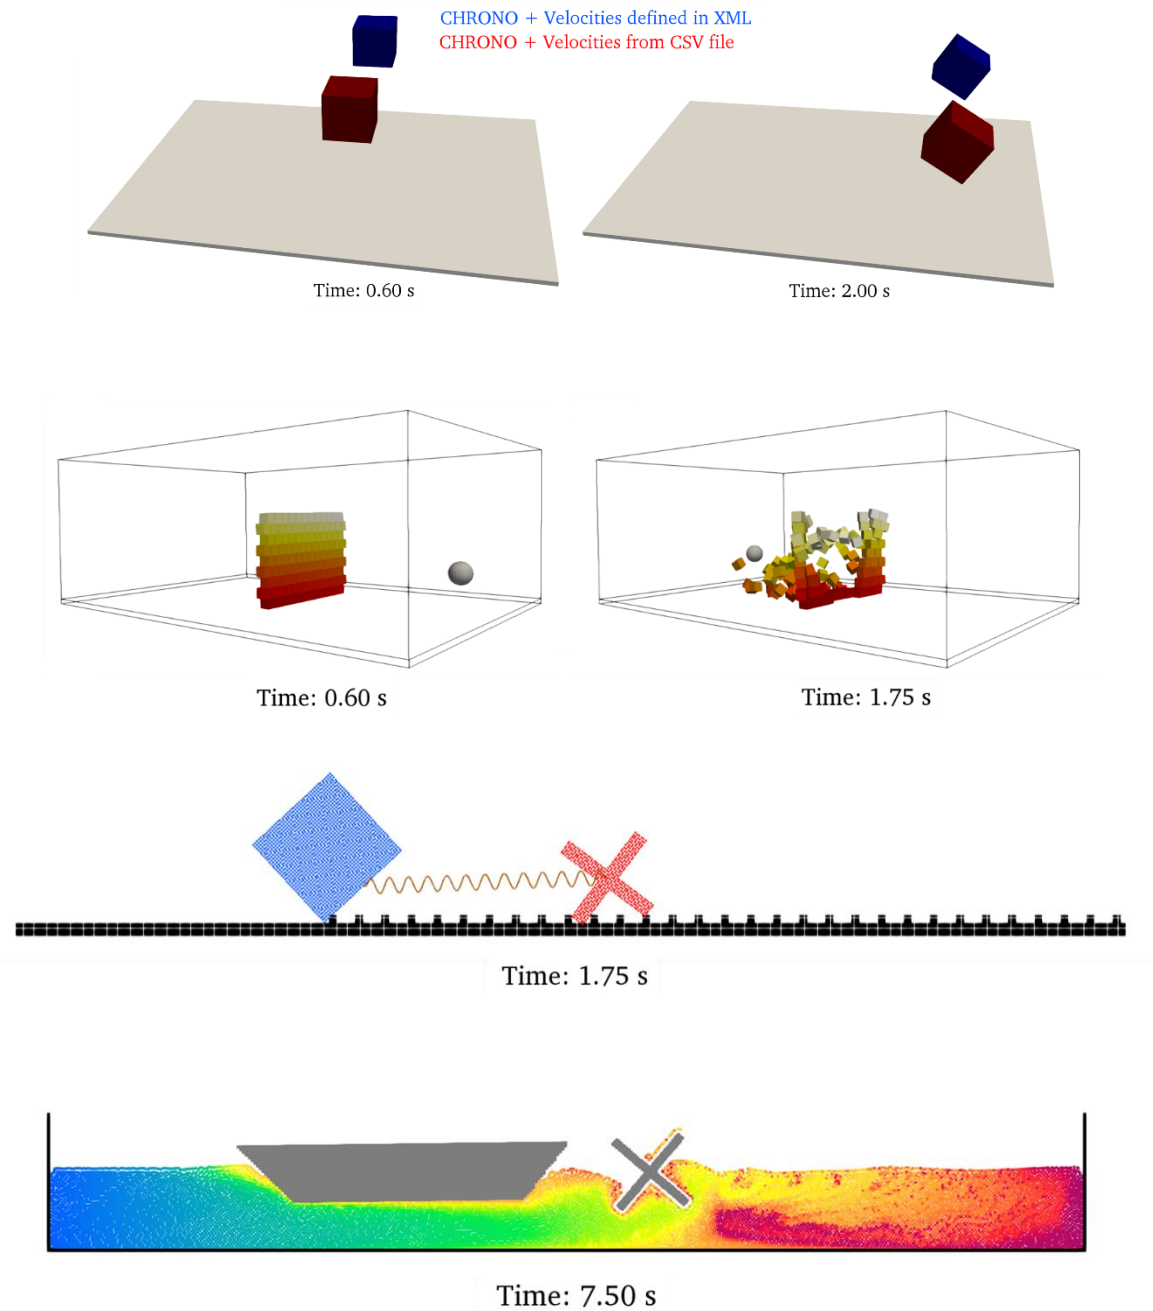 CHRONO + Velocities defined in XML
CHRONO + Velocities from CSV file
Time: 0.60 s
Time: 2.00 s
Time: 0.60 s
Time: 1.75 s
Time: 1.75 s
Time: 7.50 s